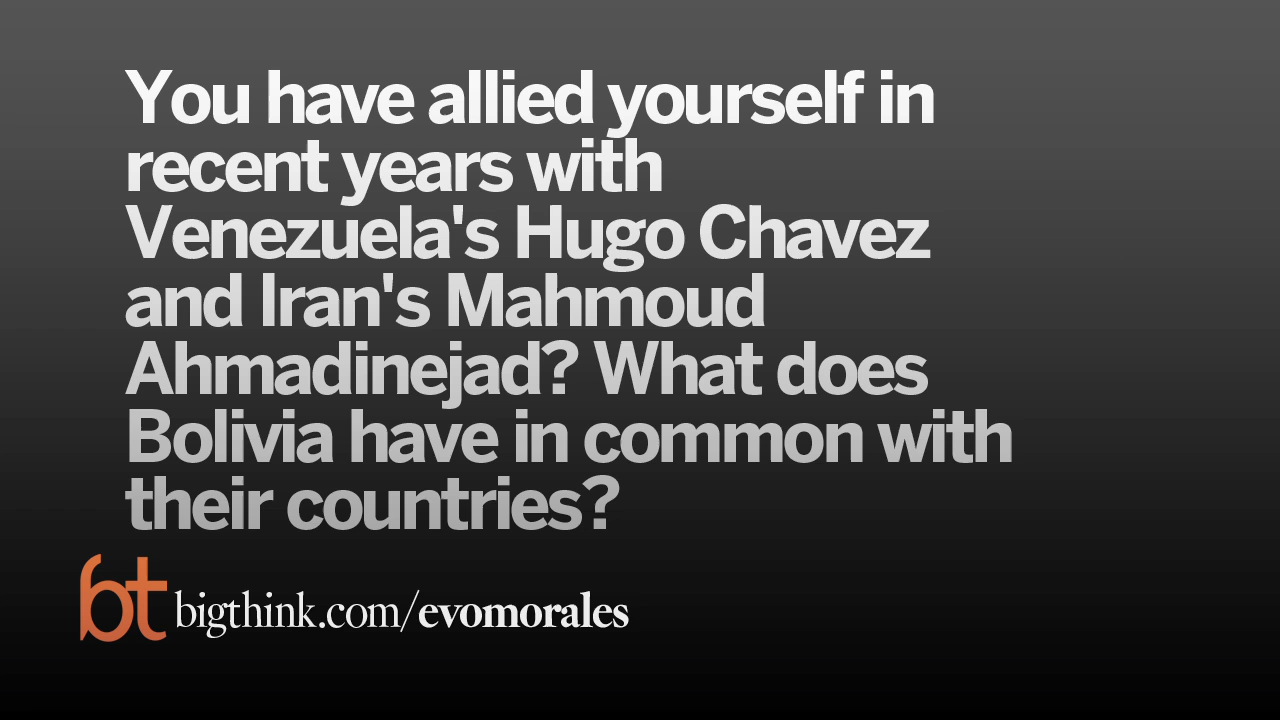 You have allied yourself in
recent years with
Venezuela's Hugo Chavez
and Iran's Mahmoud
Ahmadinejad? What does
Bolivia have in common with
their countries?
bt bigthink.com/evomorales